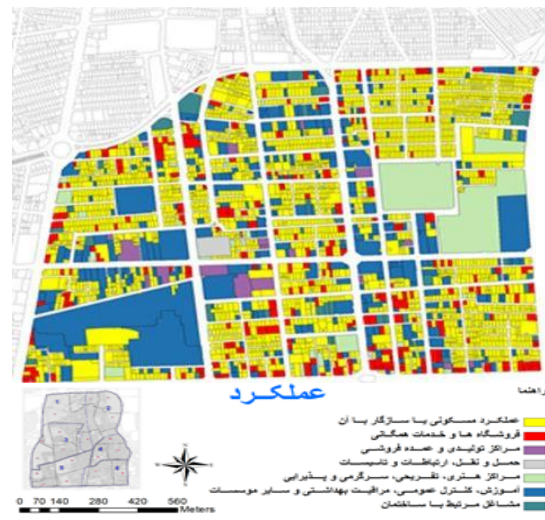 عملکرد
راهنما
عملکرد مسکونی یا سازگار با آن
فروشگاه ها و خدمات همگانی
مراکز تولیدی و عمده فروشی
حمل و نقل، ارتباطات و تاسیسات
مراکز هنری، تفریحی، سرگرمی و پذیرایی
آموزش، کنترل عمومی، مراقبت بهداشتی و سایر موسسات
مشاغل مرتبط با ساختمان
0 70 140 280 420 560
Meters